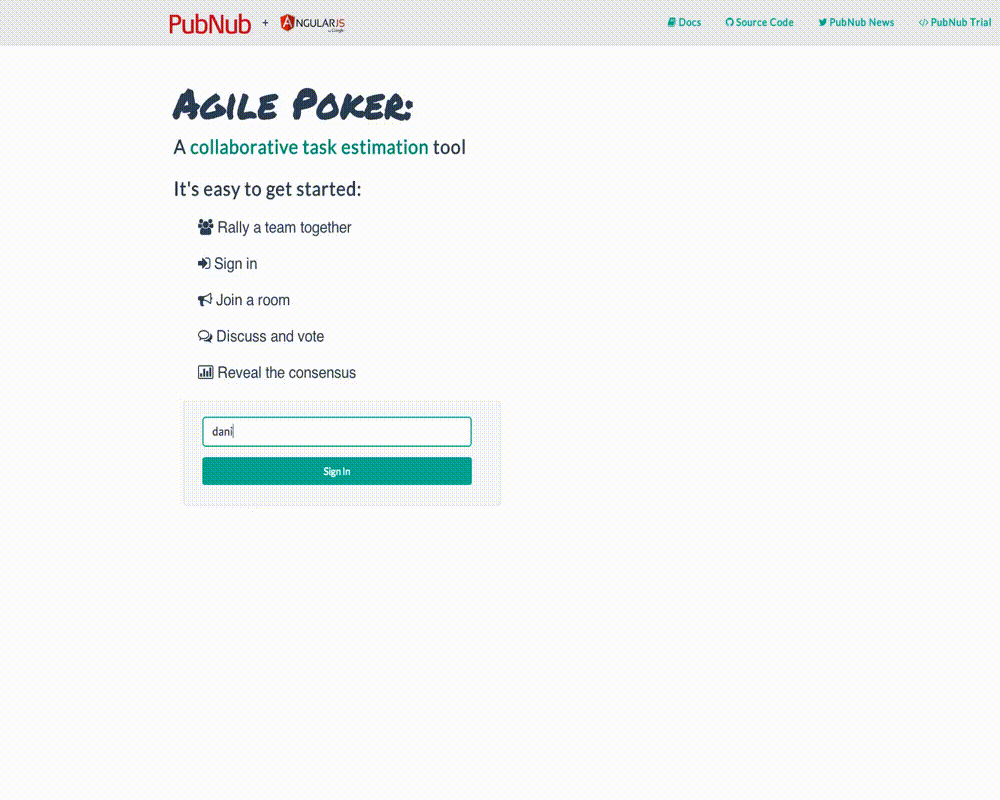 PubNub + ANGULARJS by Google Docs Source Code PubNub News PubNub Trial
Agile Poker:
A collaborative task estimation tool
It's easy to get started:
Rally a team together
Sign in
Join a room
Discuss and vote
Reveal the consensus
dani
Sign In